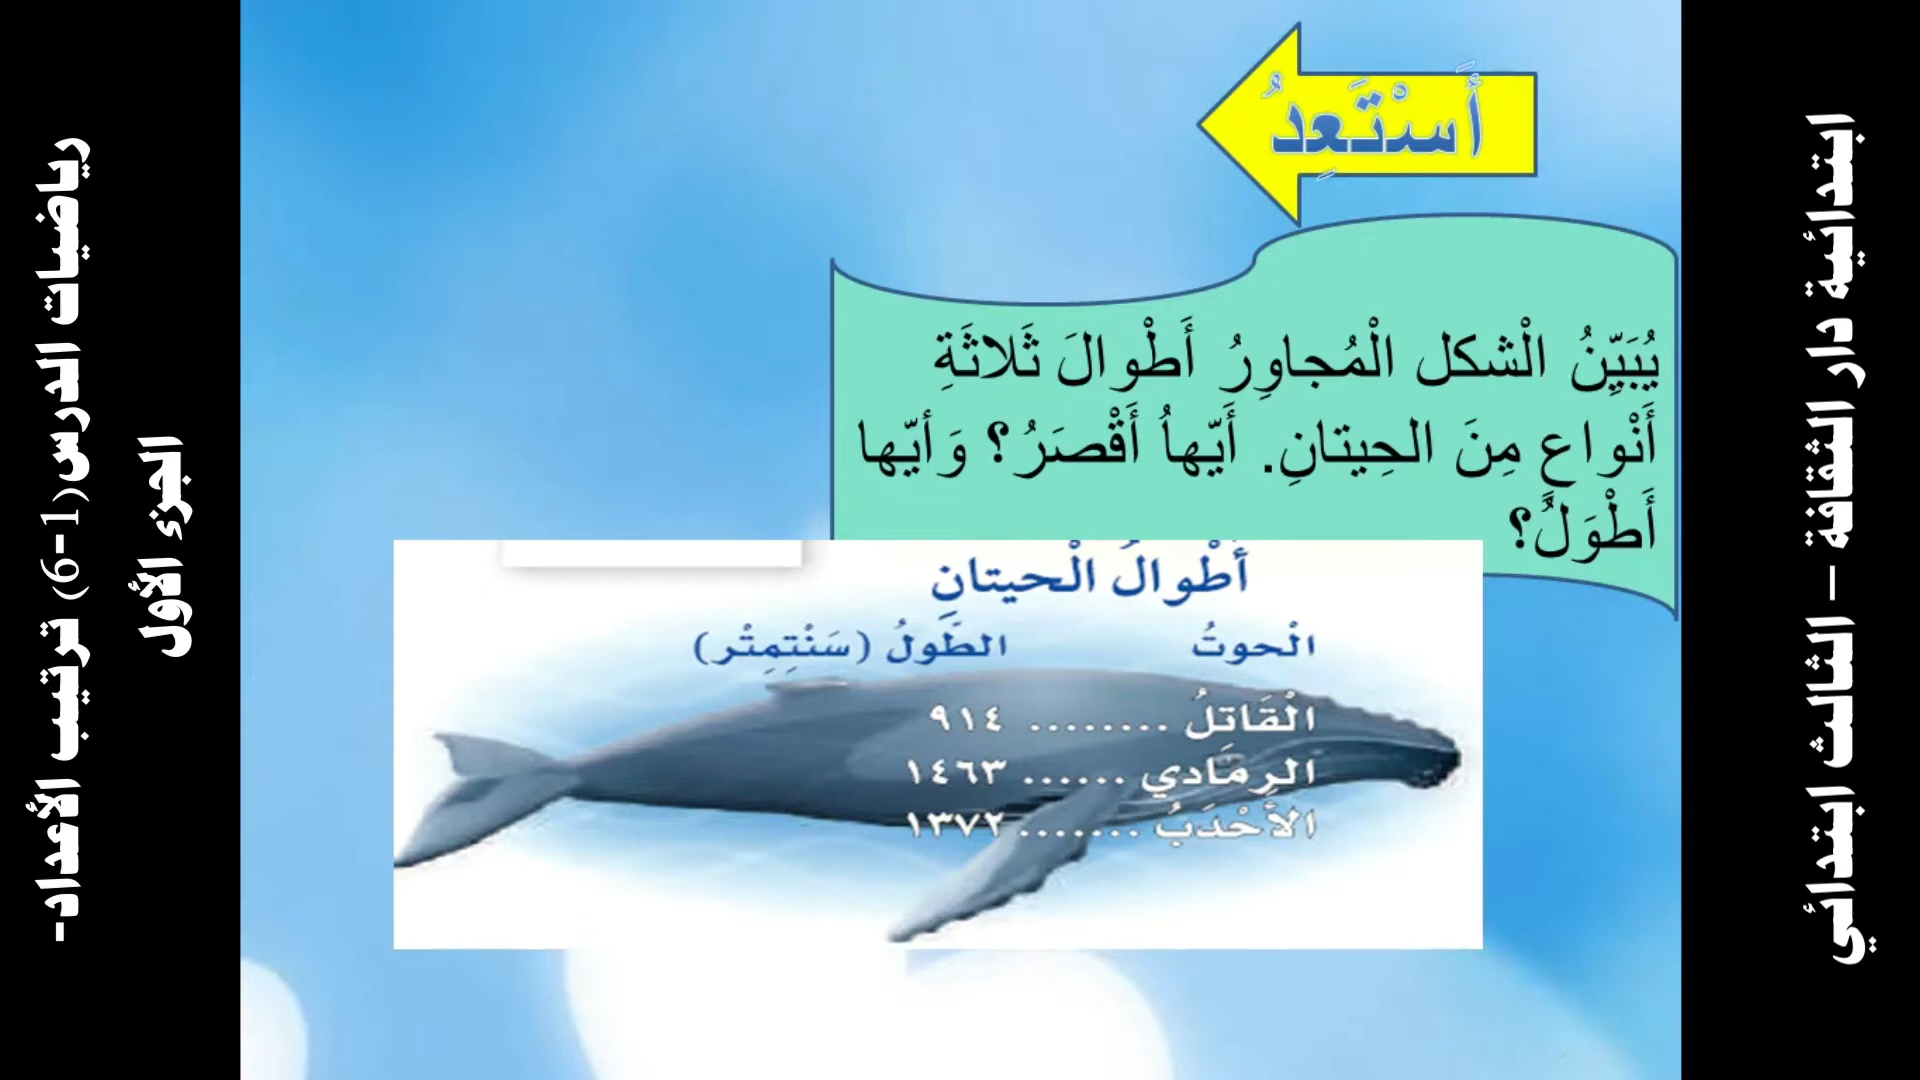 أَسْتَعِدُ
يُبَيِّنُ الْشكل الْمُجاوِرُ أَطْوالَ ثَلاثَةِ
أَنْواعٍ مِنَ الحِيتانِ. أَيّهاُ أَقْصَرُ؟ وَأيّها
أَطْوَلُ؟
أَطْوالُ الْحيتانِ
الْحوتُ الطَّولُ (سَنْتِمِتْر)
الْقَاتلُ ........ ٩١٤
الرمَادي ...... ١٤٦٣
الأَحْدَبُ ....... ١٣٧٢
ابتدائية دار الثقافة – الثالث ابتدائي
رياضيات الدرس(1-6) ترتيب الأعداد-
الجزء الأول